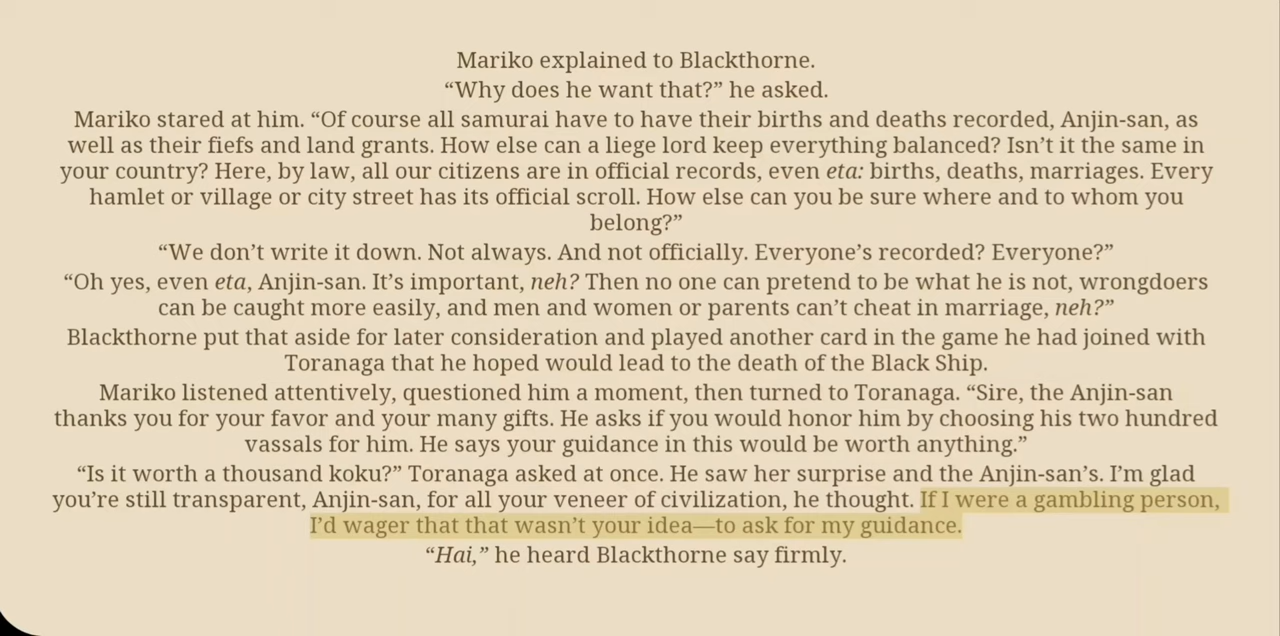 Mariko explained to Blackthorne.
“Why does he want that?” he asked.
Mariko stared at him. “Of course all samurai have to have their births and deaths recorded, Anjin-san, as
well as their fiefs and land grants. How else can a liege lord keep everything balanced? Isn’t it the same in
your country? Here, by law, all our citizens are in official records, even eta: births, deaths, marriages. Every
hamlet or village or city street has its official scroll. How else can you be sure where and to whom you
belong?”
“We don’t write it down. Not always. And not officially. Everyone’s recorded? Everyone?”
“Oh yes, even eta, Anjin-san. It’s important, neh? Then no one can pretend to be what he is not, wrongdoers
can be caught more easily, and men and women or parents can’t cheat in marriage, neh?”
Blackthorne put that aside for later consideration and played another card in the game he had joined with
Toranaga that he hoped would lead to the death of the Black Ship.
Mariko listened attentively, questioned him a moment, then turned to Toranaga. “Sire, the Anjin-san
thanks you for your favor and your many gifts. He asks if you would honor him by choosing his two hundred
vassals for him. He says your guidance in this would be worth anything.”
“Is it worth a thousand koku?” Toranaga asked at once. He saw her surprise and the Anjin-san’s. I’m glad
you’re still transparent, Anjin-san, for all your veneer of civilization, he thought. If I were a gambling person,
I’d wager that that wasn’t your idea—to ask for my guidance.
“Hai,” he heard Blackthorne say firmly.